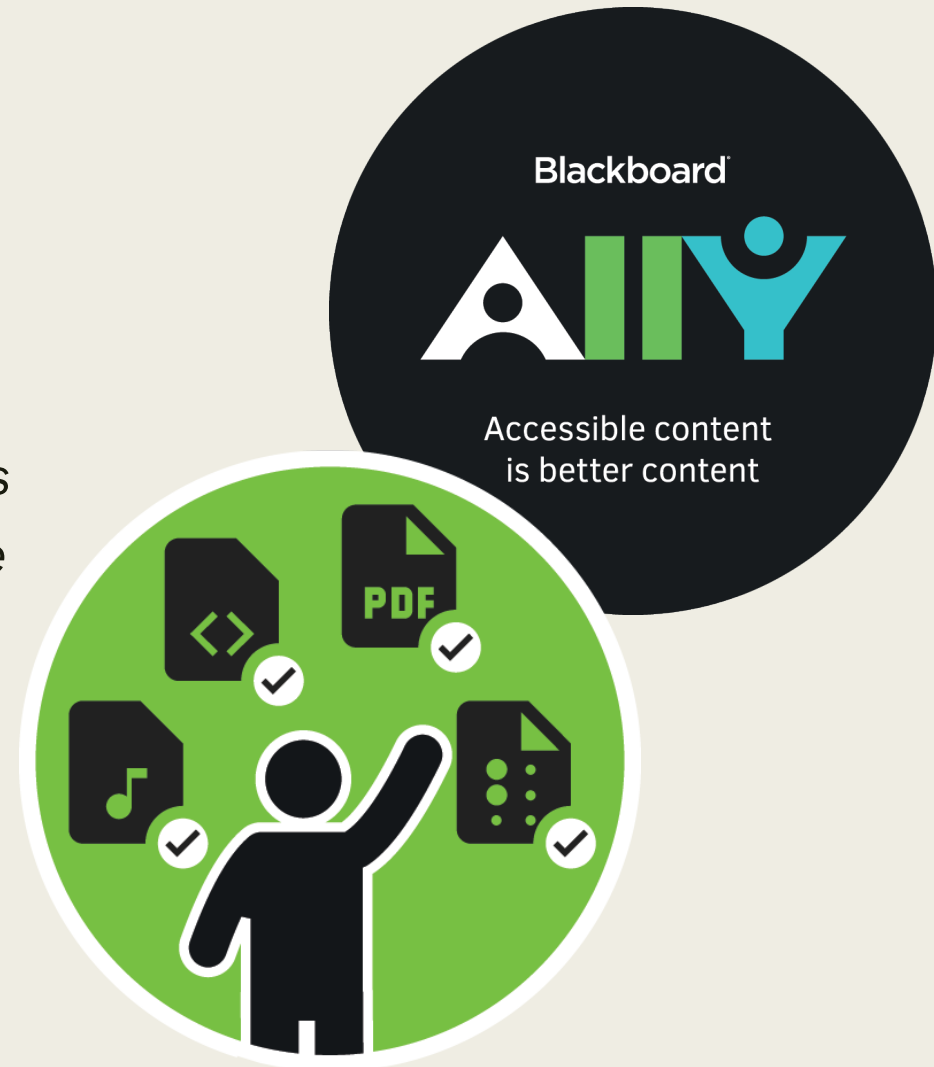 Blackboard
Ally
Accessible content
is better content
s
e
PDF